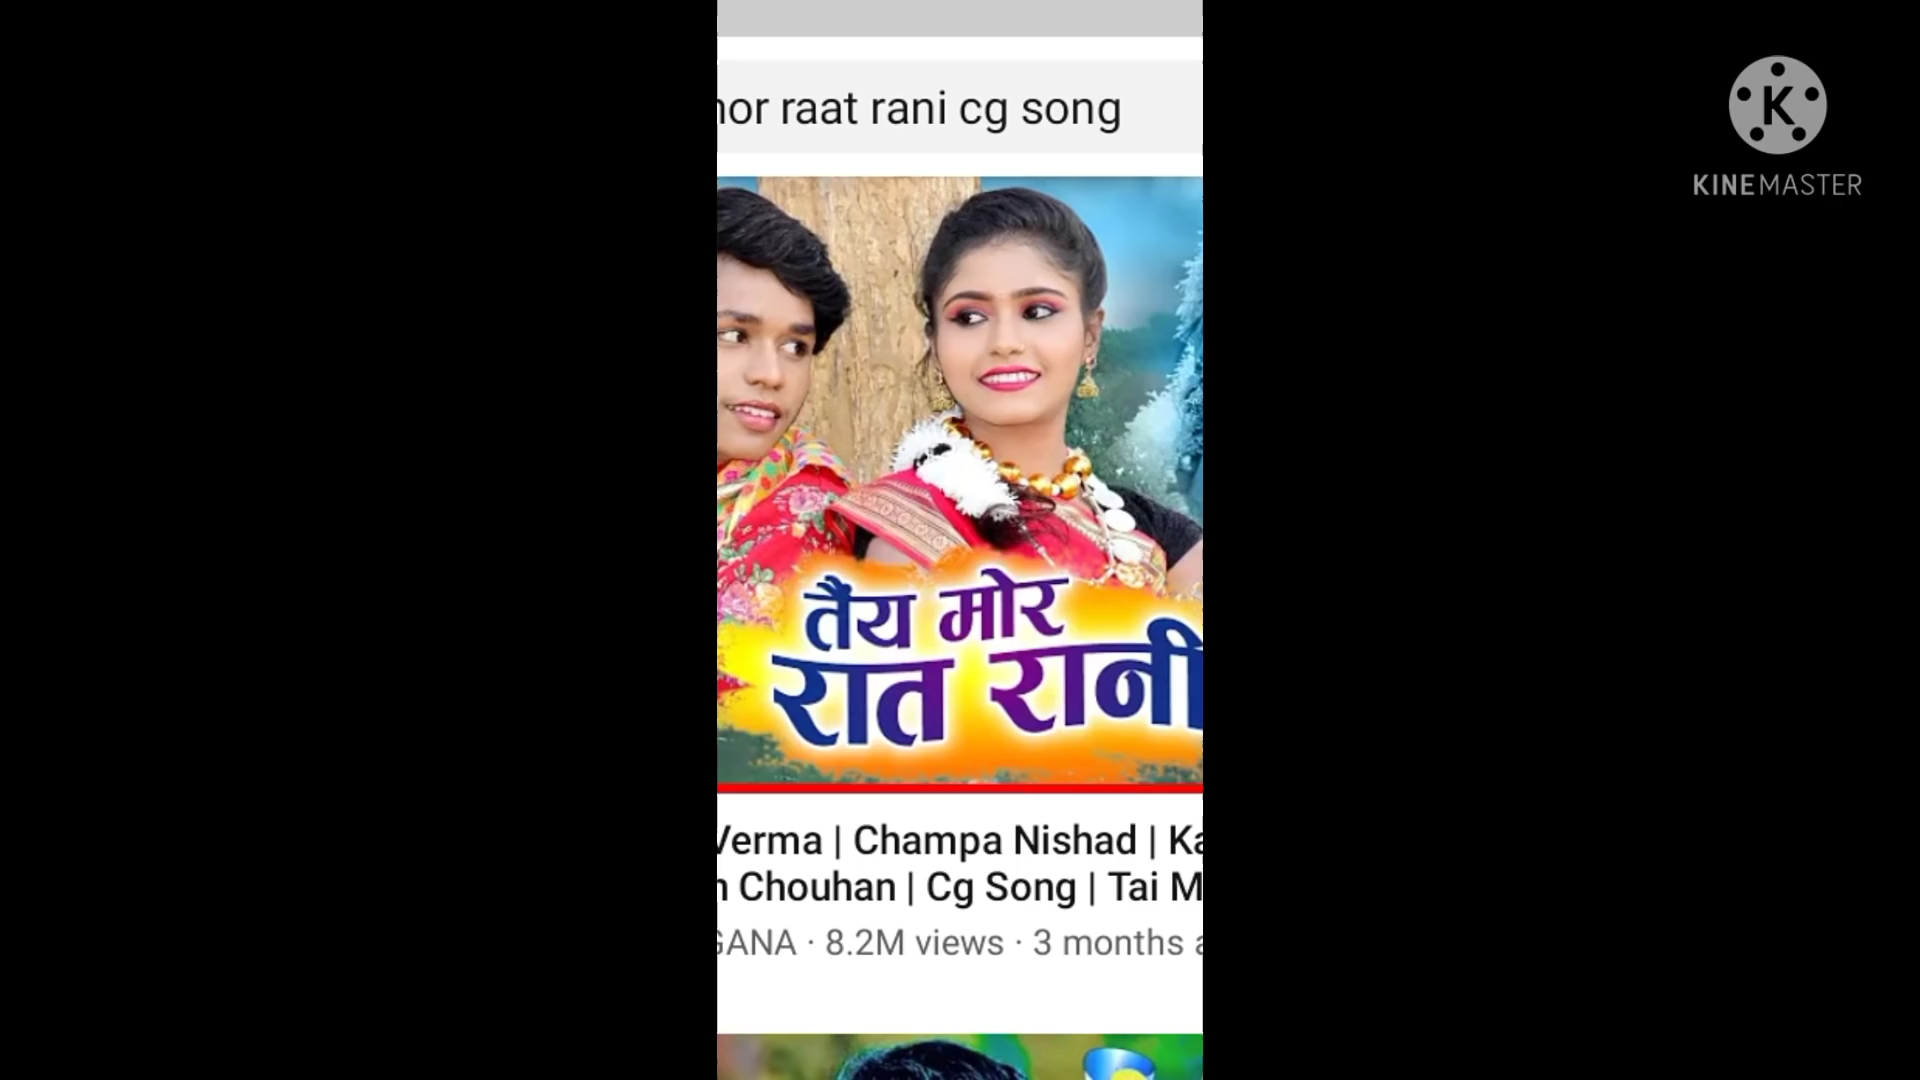 mor raat rani cg song
K
KINEMASTER
तैंय मोर
रात रानी
Verma | Champa Nishad | Ka
n Chouhan | Cg Song | Tai M
GANA · 8.2M views · 3 months a